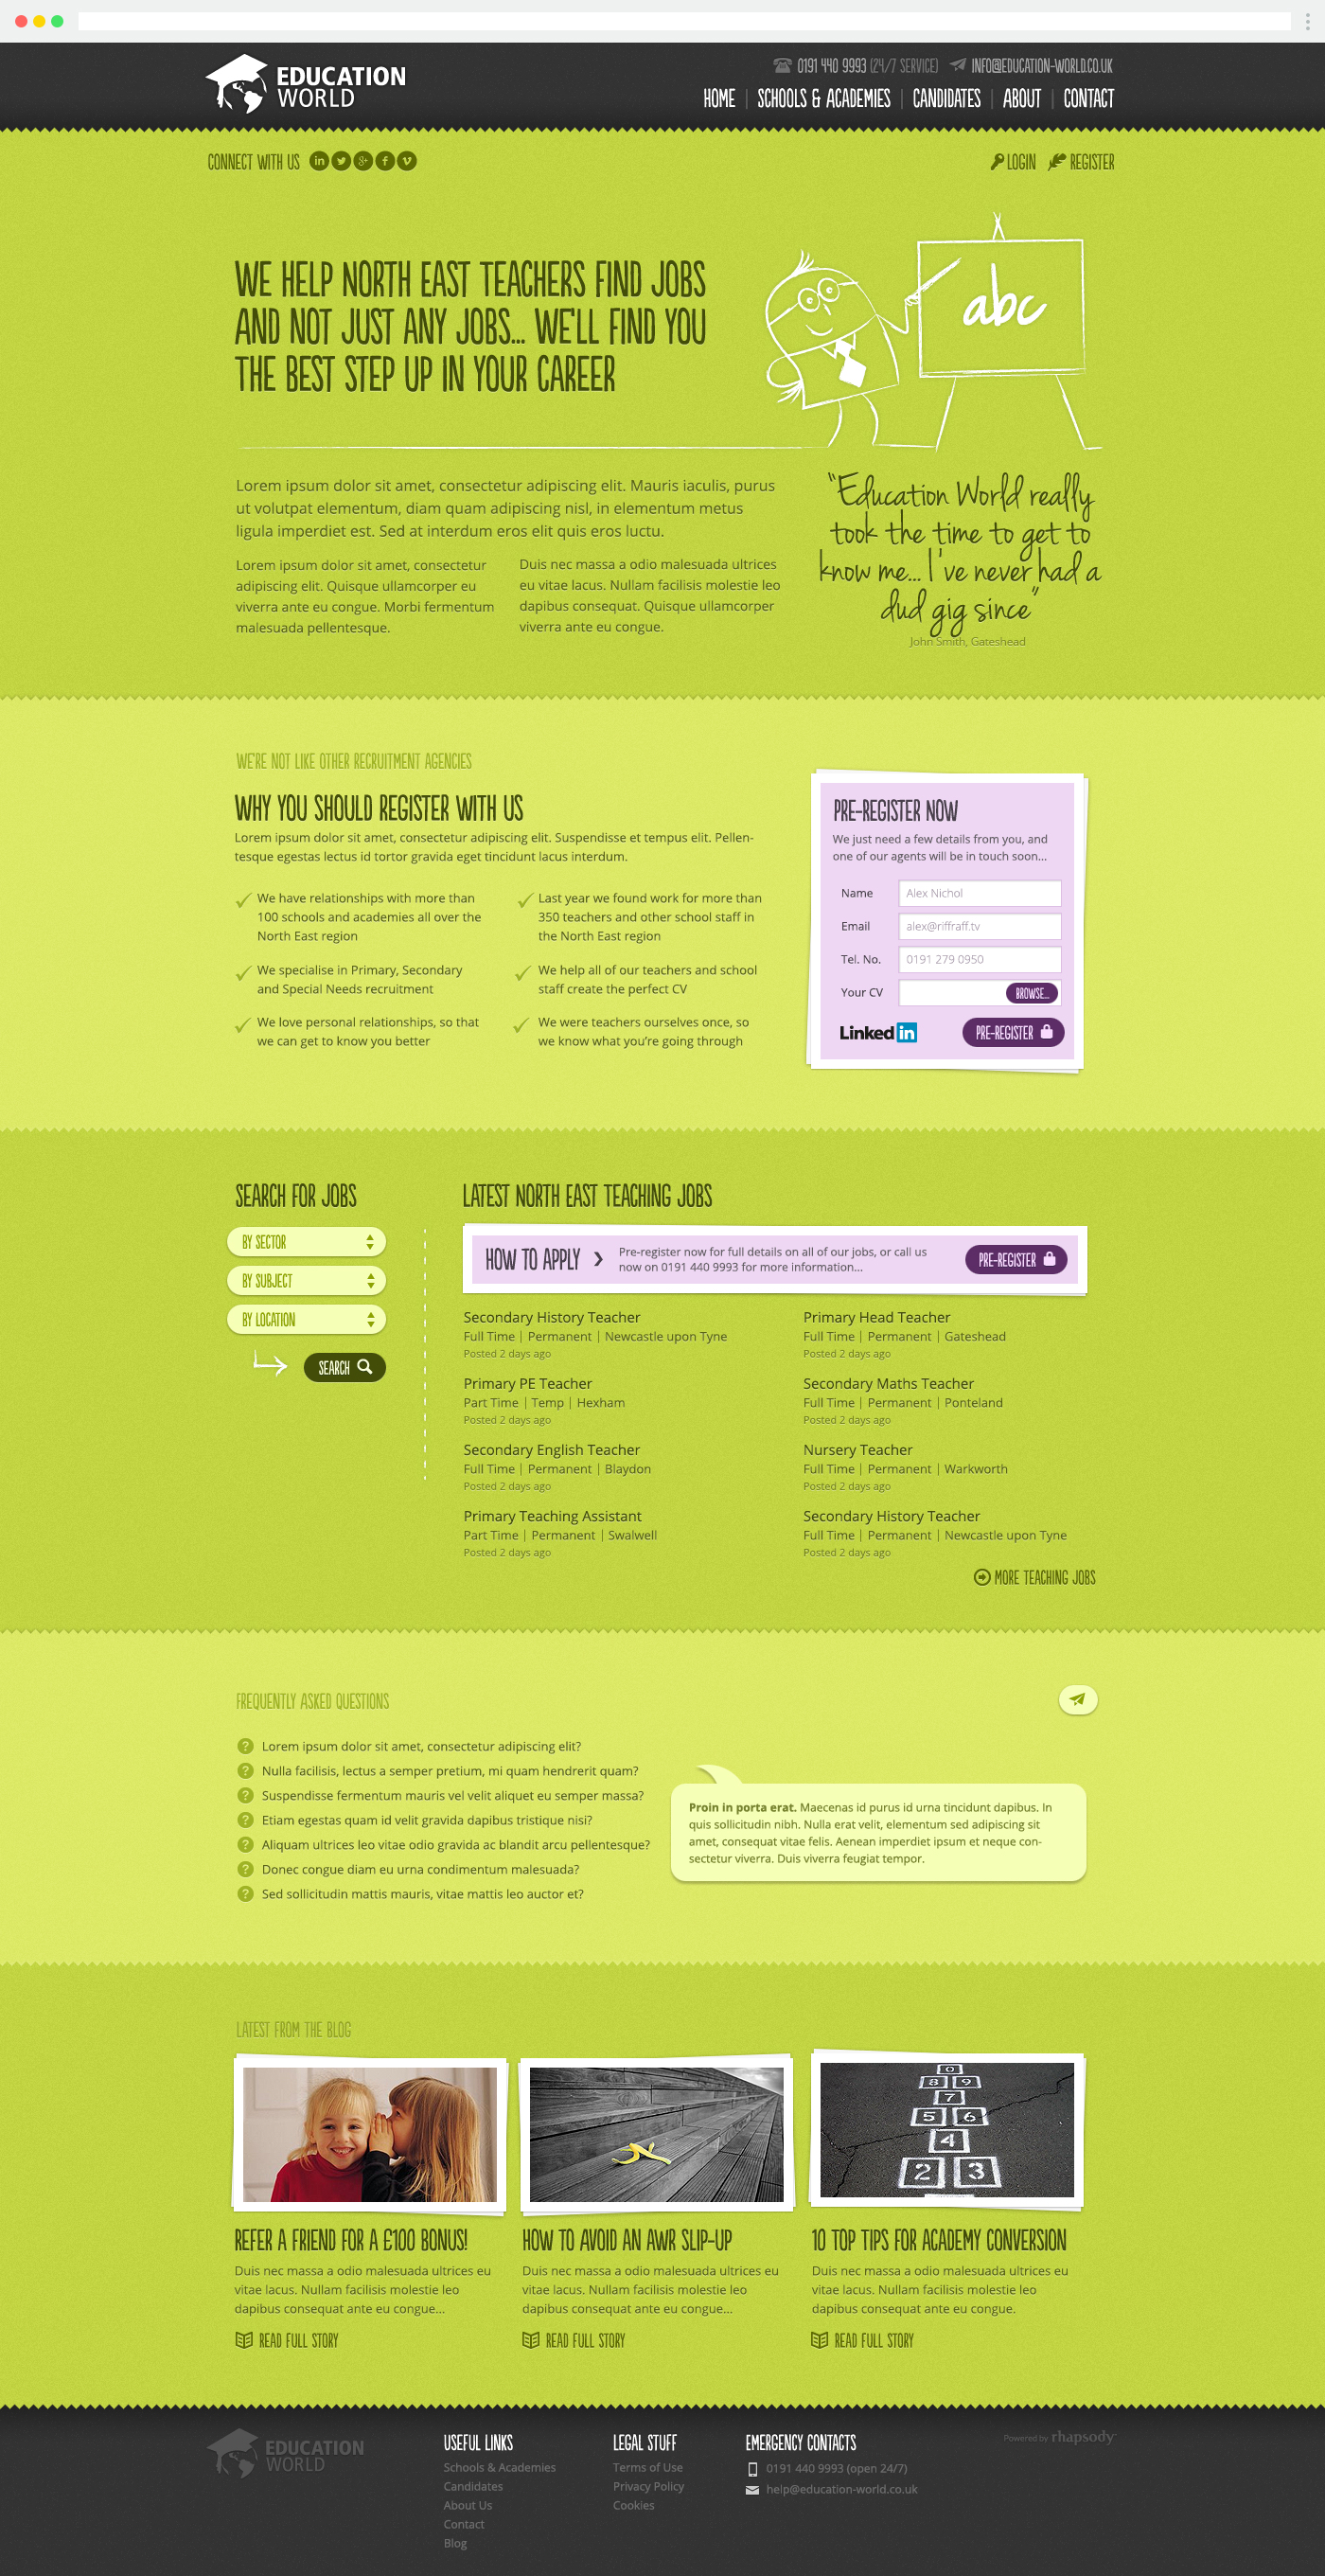 EDUCATION
WORLD
0191 440 9993 (24/7 SERVICE) INFO@EDUCATION-WORLD.CO.UK
HOME | SCHOOLS & ACADEMIES | CANDIDATES | ABOUT | CONTACT
CONNECT WITH US
LOGIN REGISTER
WE HELP NORTH EAST TEACHERS FIND JOBS
AND NOT JUST ANY JOBS... WE'LL FIND YOU
THE BEST STEP UP IN YOUR CAREER
abc
Lorem ipsum dolor sit amet, consectetur adipiscing elit. Mauris iaculis, purus
ut volutpat elementum, diam quam adipiscing nisl, in elementum metus
ligula imperdiet est. Sed at interdum eros elit quis eros luctu.
Lorem ipsum dolor sit amet, consectetur
adipiscing elit. Quisque ullamcorper eu
viverra ante eu congue. Morbi fermentum
malesuada pellentesque.
Duis nec massa a odio malesuada ultrices
eu vitae lacus. Nullam facilisis molestie leo
dapibus consequat. Quisque ullamcorper
viverra ante eu congue.
"Education World really
took the time to get to
know me... I've never had a
dud gig since"
John Smith, Gateshead
WE'RE NOT LIKE OTHER RECRUITMENT AGENCIES
WHY YOU SHOULD REGISTER WITH US
Lorem ipsum dolor sit amet, consectetur adipiscing elit. Suspendisse et tempus elit. Pellen-
tesque egestas lectus id tortor gravida eget tincidunt lacus interdum.
We have relationships with more than
100 schools and academies all over the
North East region
We specialise in Primary, Secondary
and Special Needs recruitment
We love personal relationships, so that
we can get to know you better
Last year we found work for more than
350 teachers and other school staff in
the North East region
We help all of our teachers and school
staff create the perfect CV
We were teachers ourselves once, so
we know what you're going through
PRE-REGISTER NOW
We just need a few details from you, and
one of our agents will be in touch soon...
Name Alex Nichol
Email alex@riffraff.tv
Tel. No. 0191 279 0950
Your CV BROWSE...
Linked in PRE-REGISTER
SEARCH FOR JOBS
BY SECTOR
BY SUBJECT
BY LOCATION
SEARCH
LATEST NORTH EAST TEACHING JOBS
HOW TO APPLY
Pre-register now for full details on all of our jobs, or call us
now on 0191 440 9993 for more information...
PRE-REGISTER
Secondary History Teacher
Full Time | Permanent | Newcastle upon Tyne
Posted 2 days ago
Primary PE Teacher
Part Time | Temp | Hexham
Posted 2 days ago
Secondary English Teacher
Full Time | Permanent | Blaydon
Posted 2 days ago
Primary Teaching Assistant
Part Time | Permanent | Swalwell
Posted 2 days ago
Primary Head Teacher
Full Time | Permanent | Gateshead
Posted 2 days ago
Secondary Maths Teacher
Full Time | Permanent | Ponteland
Posted 2 days ago
Nursery Teacher
Full Time | Permanent | Warkworth
Posted 2 days ago
Secondary History Teacher
Full Time | Permanent | Newcastle upon Tyne
Posted 2 days ago
MORE TEACHING JOBS
FREQUENTLY ASKED QUESTIONS
? Lorem ipsum dolor sit amet, consectetur adipiscing elit?
? Nulla facilisis, lectus a semper pretium, mi quam hendrerit quam?
? Suspendisse fermentum mauris vel velit aliquet eu semper massa?
? Etiam egestas quam id velit gravida dapibus tristique nisi?
? Aliquam ultrices leo vitae odio gravida ac blandit arcu pellentesque?
? Donec congue diam eu urna condimentum malesuada?
? Sed sollicitudin mattis mauris, vitae mattis leo auctor et?
Proin in porta erat. Maecenas id purus id urna tincidunt dapibus. In
quis sollicitudin nibh. Nulla erat velit, elementum sed adipiscing sit
amet, consequat vitae felis. Aenean imperdiet ipsum et neque con-
sectetur viverra. Duis viverra feugiat tempor.
LATEST FROM THE BLOG
0
8 9
7
5 6
4
2 3
REFER A FRIEND FOR A £100 BONUS!
Duis nec massa a odio malesuada ultrices eu
vitae lacus. Nullam facilisis molestie leo
dapibus consequat ante eu congue...
READ FULL STORY
HOW TO AVOID AN AWR SLIP-UP
Duis nec massa a odio malesuada ultrices eu
vitae lacus. Nullam facilisis molestie leo
dapibus consequat ante eu congue...
READ FULL STORY
10 TOP TIPS FOR ACADEMY CONVERSION
Duis nec massa a odio malesuada ultrices eu
vitae lacus. Nullam facilisis molestie leo
dapibus consequat ante eu congue.
READ FULL STORY
EDUCATION
WORLD
USEFUL LINKS
Schools & Academies
Candidates
About Us
Contact
Blog
LEGAL STUFF
Terms of Use
Privacy Policy
Cookies
EMERGENCY CONTACTS
0191 440 9993 (open 24/7)
help@education-world.co.uk
Powered by rhapsody